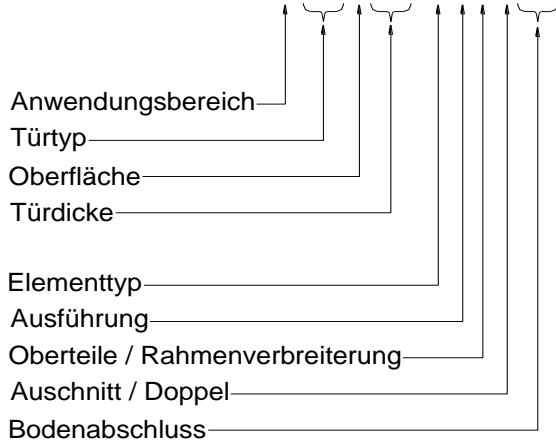 Anwendungsbereich
Türtyp
Oberfläche
Türdicke
Elementtyp
Ausführung
Oberteile / Rahmenverbreiterung
Auschnitt / Doppel
Bodenabschluss